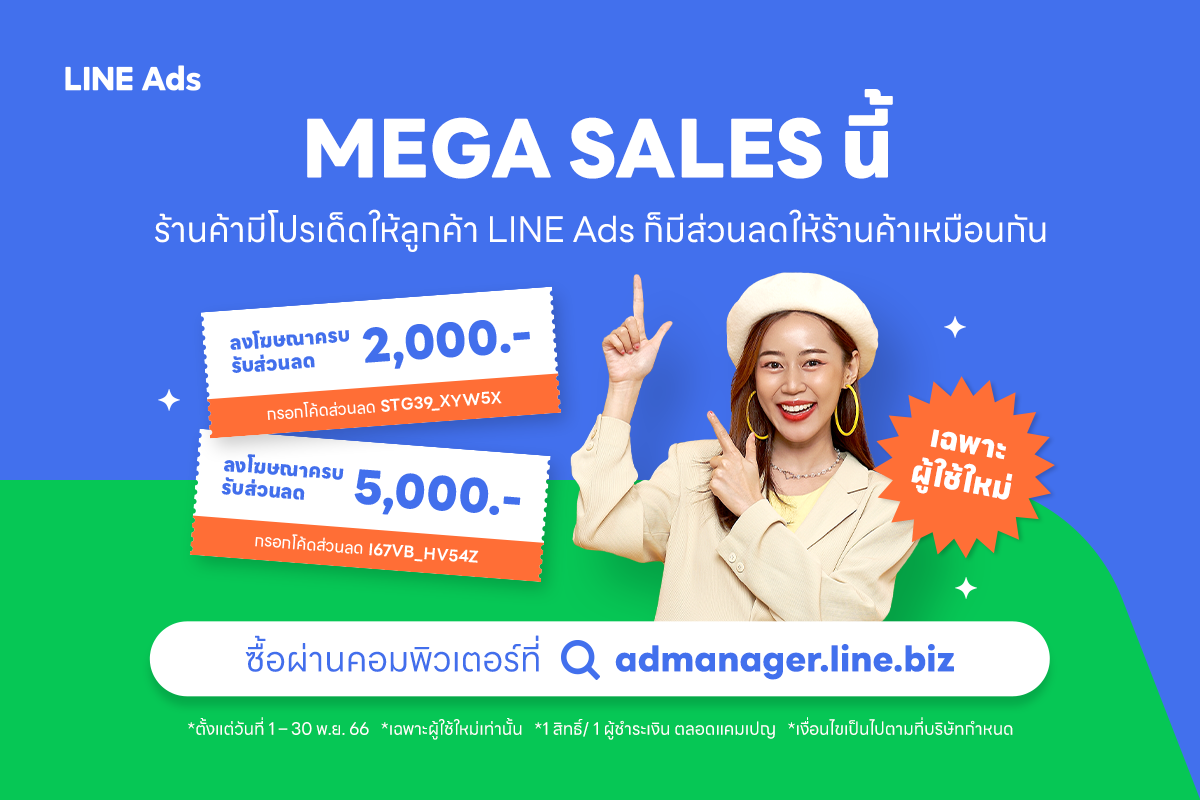 LINE Ads
MEGA SALES นี้
ร้านค้ามีโปรเด็ดให้ลูกค้า LINE Ads ก็มีส่วนลดให้ร้านค้าเหมือนกัน
ลงโฆษณาครบ
รับส่วนลด
2,000.-
กรอกโค้ดส่วนลด STG39_XYW5X
ลงโฆษณาครบ
รับส่วนลด
5,000.-
กรอกโค้ดส่วนลด I67VB_HV54Z
เฉพาะ
ผู้ใช้ใหม่
ซื้อผ่านคอมพิวเตอร์ที่ admanager.line.biz
*ตั้งแต่วันที่ 1 – 30 พ.ย. 66 *เฉพาะผู้ใช้ใหม่เท่านั้น *1 สิทธิ์/ 1 ผู้ชำระเงิน ตลอดแคมเปญ *เงื่อนไขเป็นไปตามที่บริษัทกำหนด